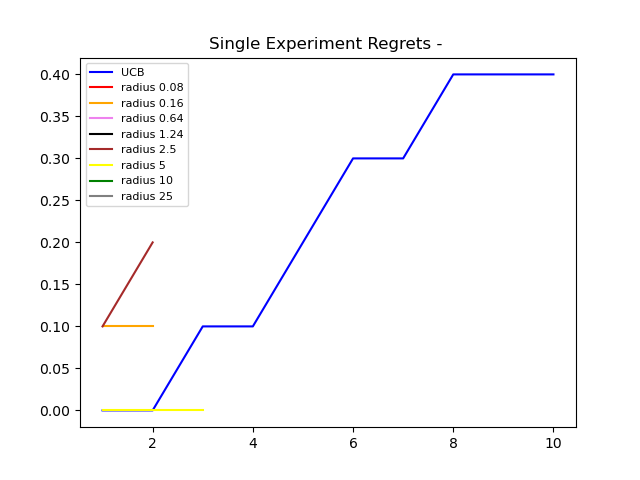 Single Experiment Regrets -
0.40
0.35
0.30
0.25
0.20
0.15
0.10
0.05
0.00
UCB
radius 0.08
radius 0.16
radius 0.64
radius 1.24
radius 2.5
radius 5
radius 10
radius 25
2 4 6 8 10